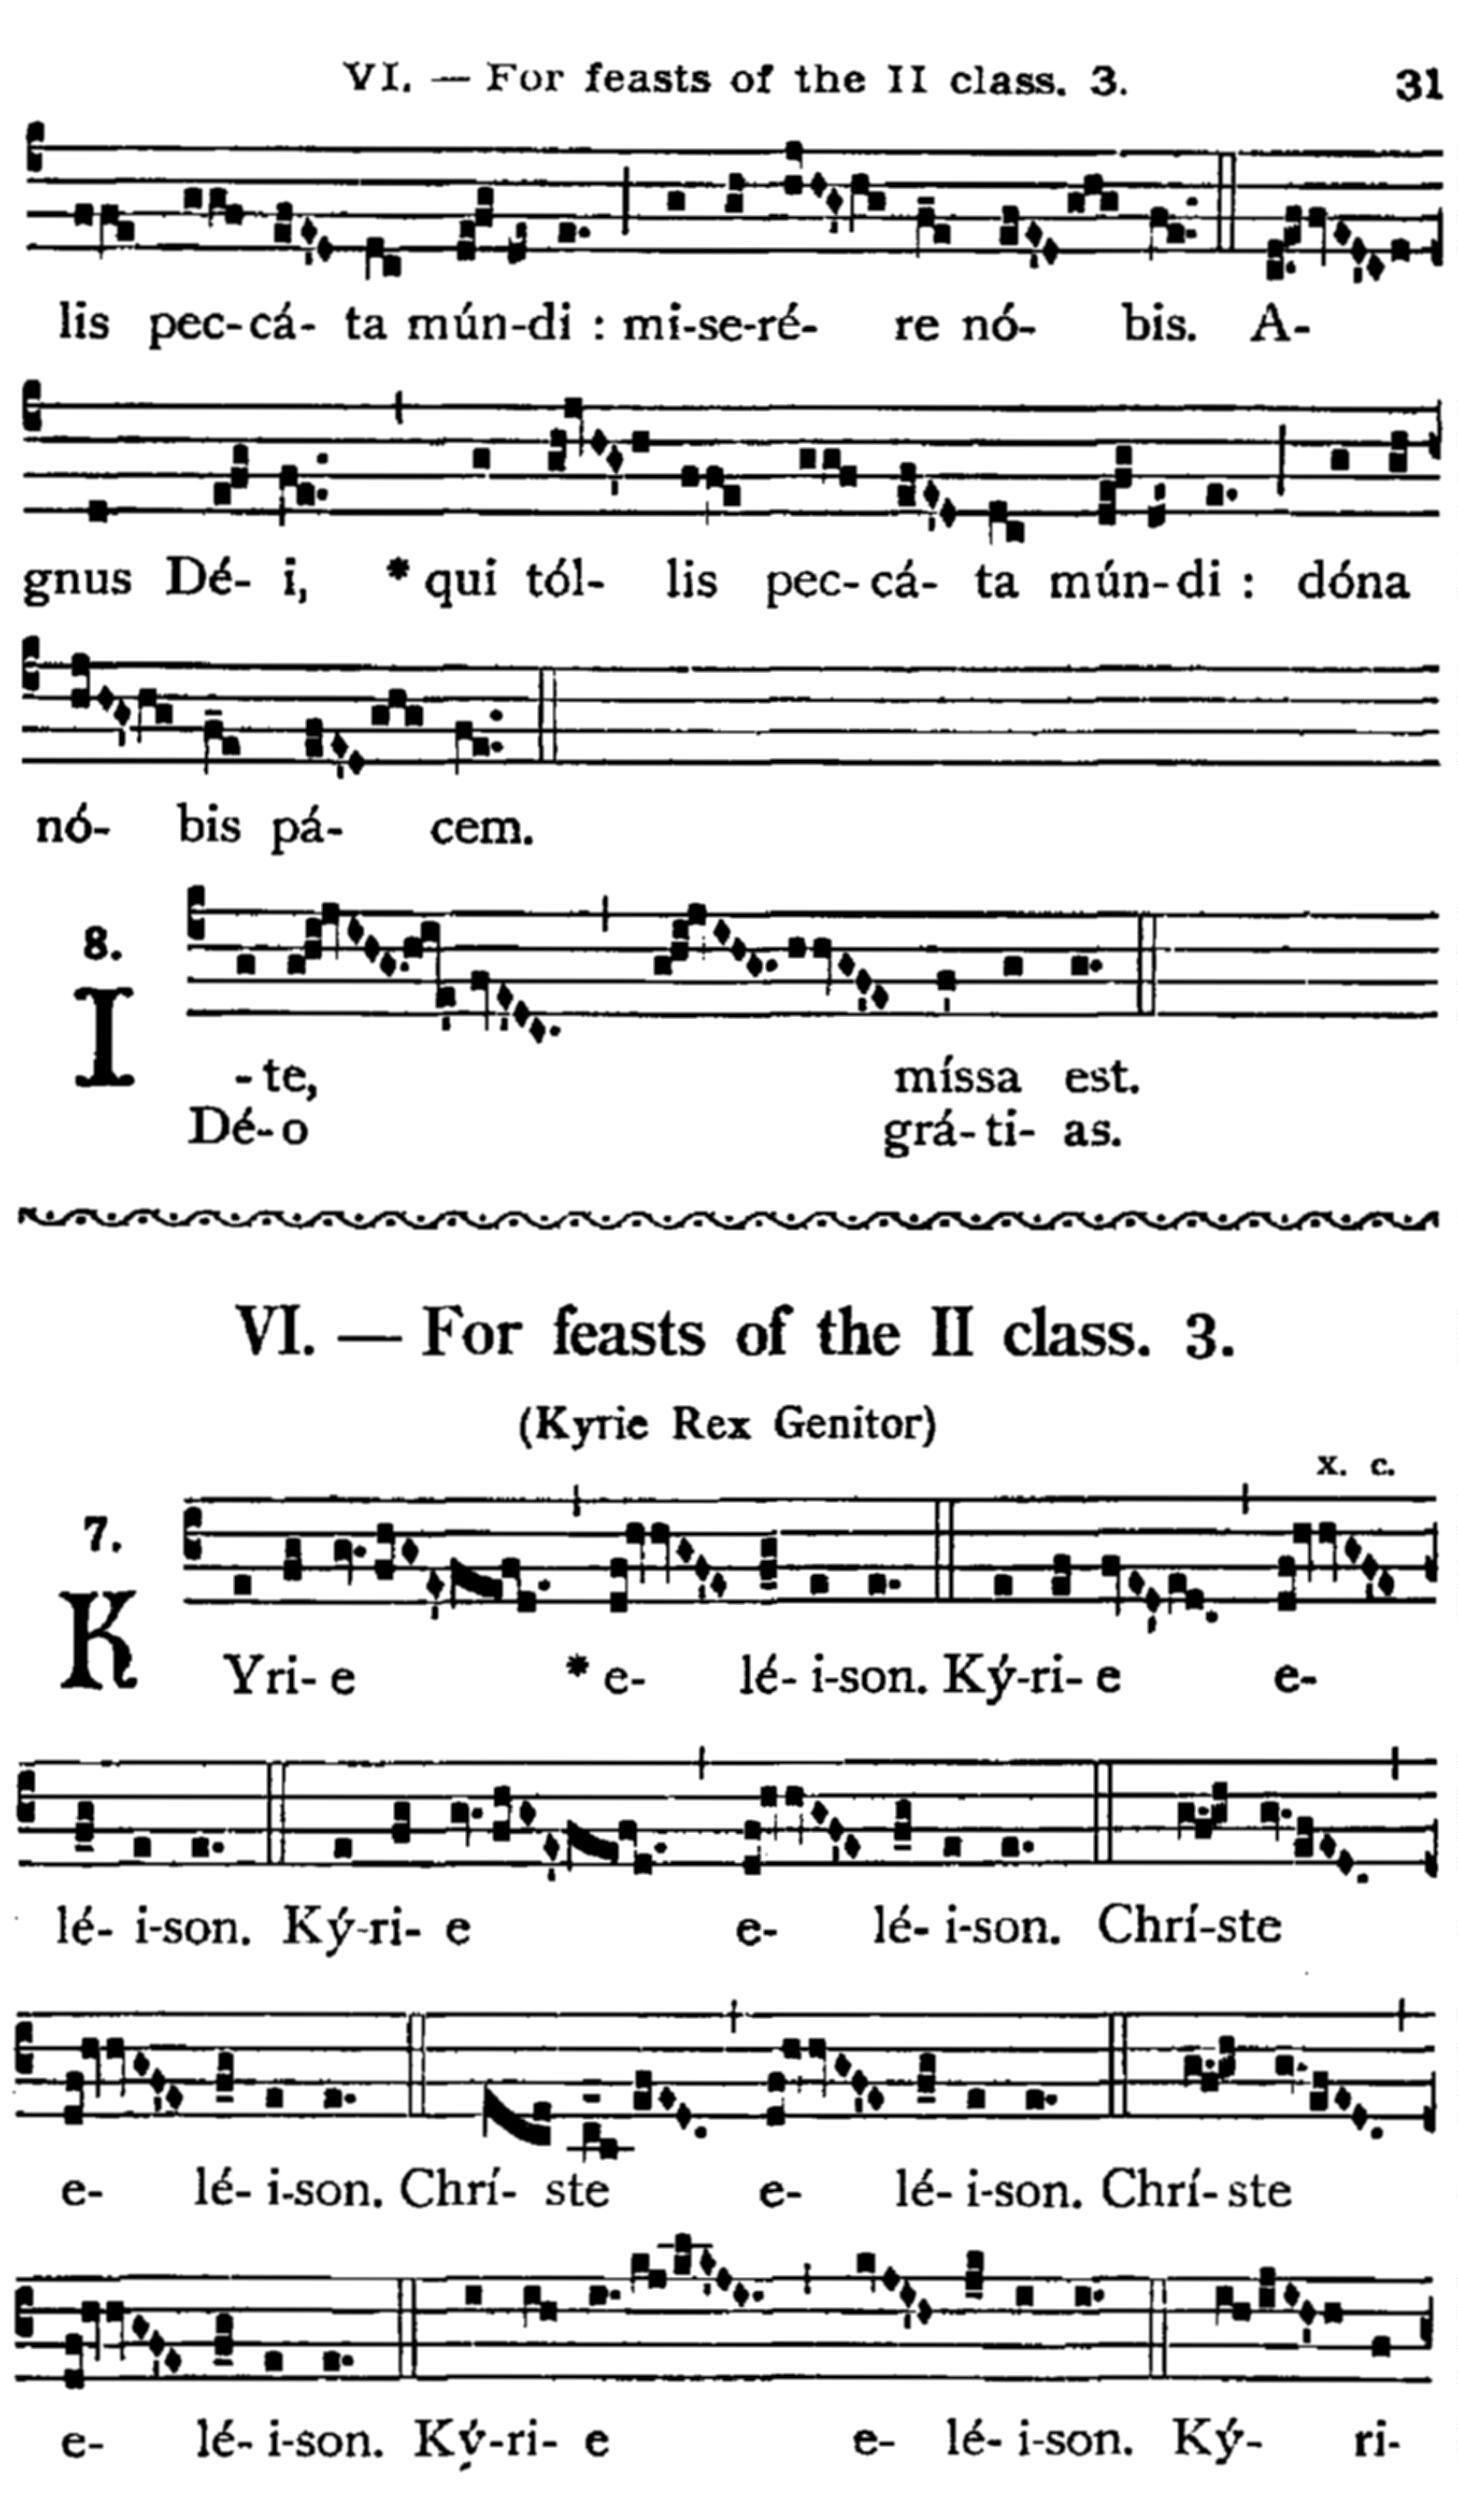 VI. — For feasts of the II class. 3. 31
lis pec-cá- ta mún-di : mi-se-ré- re nó- bis. A-
gnus Dé- i, * qui tól- lis pec-cá- ta mún-di : dóna
nó- bis pá- cem.
8.
I -te, míssa est.
Dé-o grá-ti- as.
VI. — For feasts of the II class. 3.
(Kyrie Rex Genitor)
x. c.
7.
KYri- e * e- lé- i-son. Ký-ri- e e-
lé- i-son. Ký-ri- e e- lé- i-son. Chrí-ste
e- lé- i-son. Chrí- ste e- lé- i-son. Chrí- ste
e- lé- i-son. Ký-ri- e e- lé- i-son. Ký- ri-